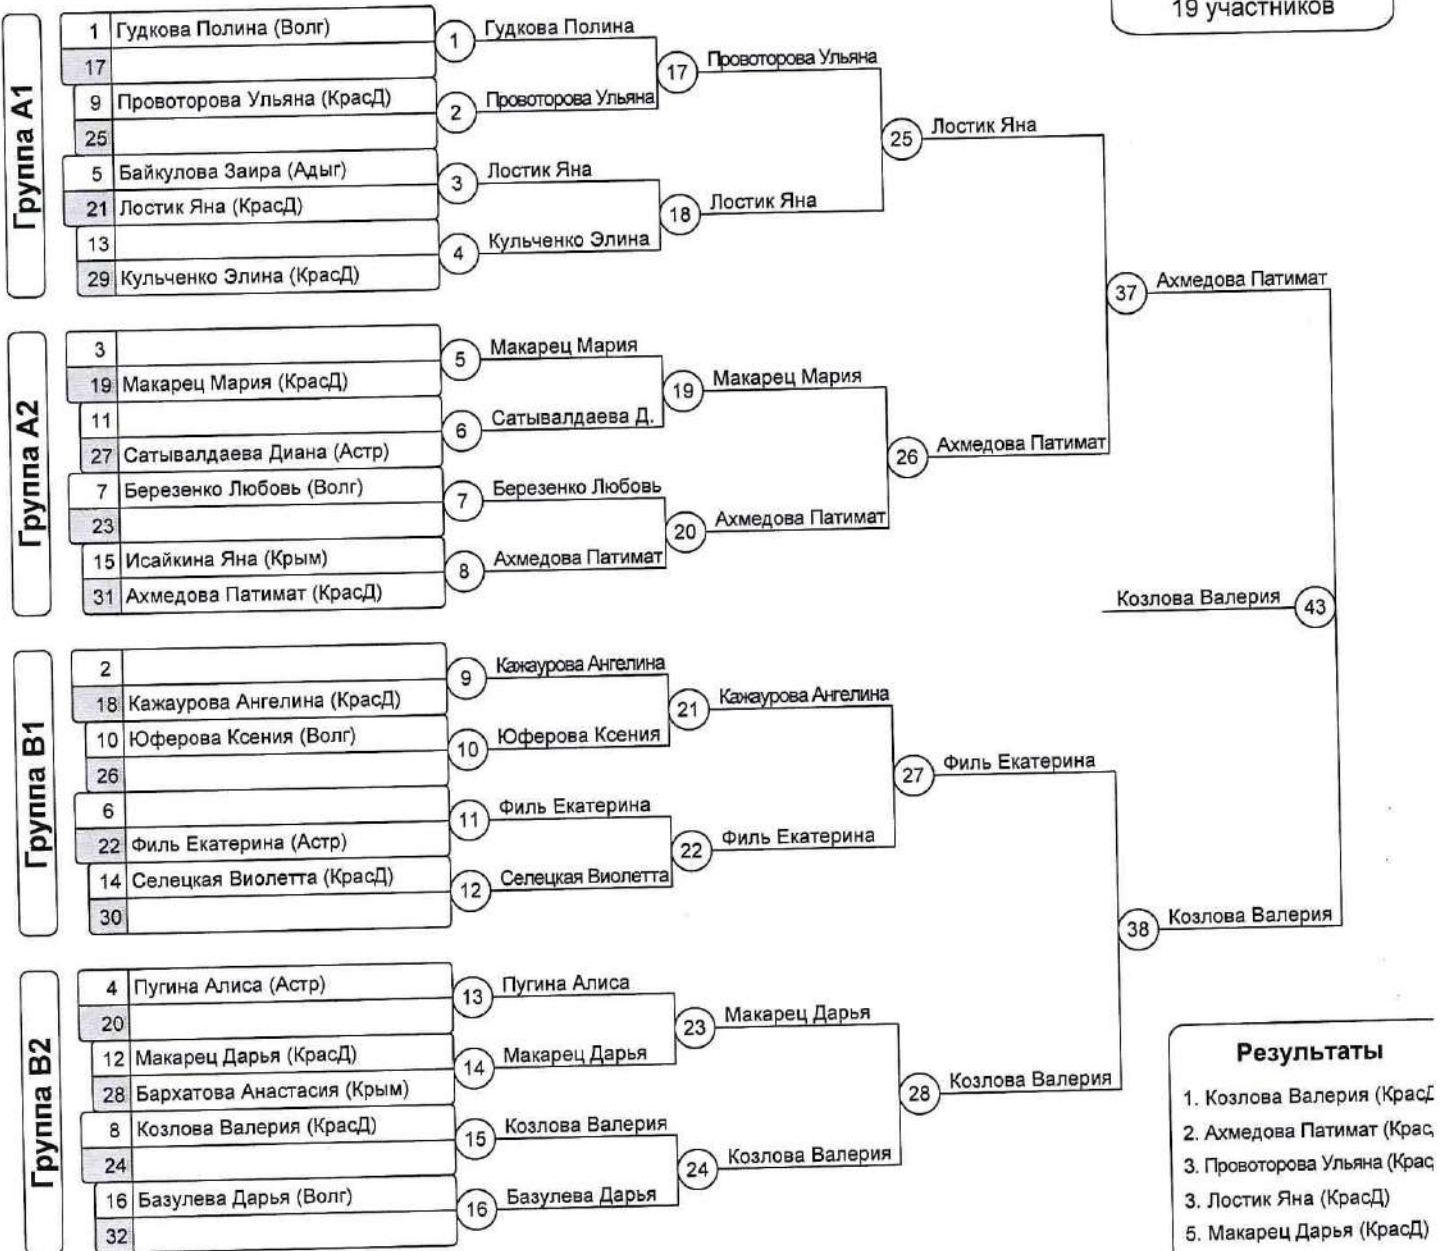 19 участников
Группа А1
1 Гудкова Полина (Волг)
17
9 Провоторова Ульяна (КрасД)
25
5 Байкулова Заира (Адыг)
21 Лостик Яна (КрасД)
13
29 Кульченко Элина (КрасД)
1 Гудкова Полина
2 Провоторова Ульяна
3 Лостик Яна
4 Кульченко Элина
17 Провоторова Ульяна
18 Лостик Яна
25 Лостик Яна
Группа А2
3
19 Макарец Мария (КрасД)
11
27 Сатывалдаева Диана (Астр)
7 Березенко Любовь (Волг)
23
15 Исайкина Яна (Крым)
31 Ахмедова Патимат (КрасД)
5 Макарец Мария
6 Сатывалдаева Д.
7 Березенко Любовь
8 Ахмедова Патимат
19 Макарец Мария
20 Ахмедова Патимат
26 Ахмедова Патимат
37 Ахмедова Патимат
Козлова Валерия 43
Группа В1
2
18 Кажаурова Ангелина (КрасД)
10 Юферова Ксения (Волг)
26
6
22 Филь Екатерина (Астр)
14 Селецкая Виолетта (КрасД)
30
9 Кажаурова Ангелина
10 Юферова Ксения
11 Филь Екатерина
12 Селецкая Виолетта
21 Кажаурова Ангелина
22 Филь Екатерина
27 Филь Екатерина
Группа В2
4 Пугина Алиса (Астр)
20
12 Макарец Дарья (КрасД)
28 Бархатова Анастасия (Крым)
8 Козлова Валерия (КрасД)
24
16 Базулева Дарья (Волг)
32
13 Пугина Алиса
14 Макарец Дарья
15 Козлова Валерия
16 Базулева Дарья
23 Макарец Дарья
24 Козлова Валерия
28 Козлова Валерия
38 Козлова Валерия
Результаты
1. Козлова Валерия (Крас
2. Ахмедова Патимат (Крас
3. Провоторова Ульяна (Крас
3. Лостик Яна (КрасД)
5. Макарец Дарья (КрасД)